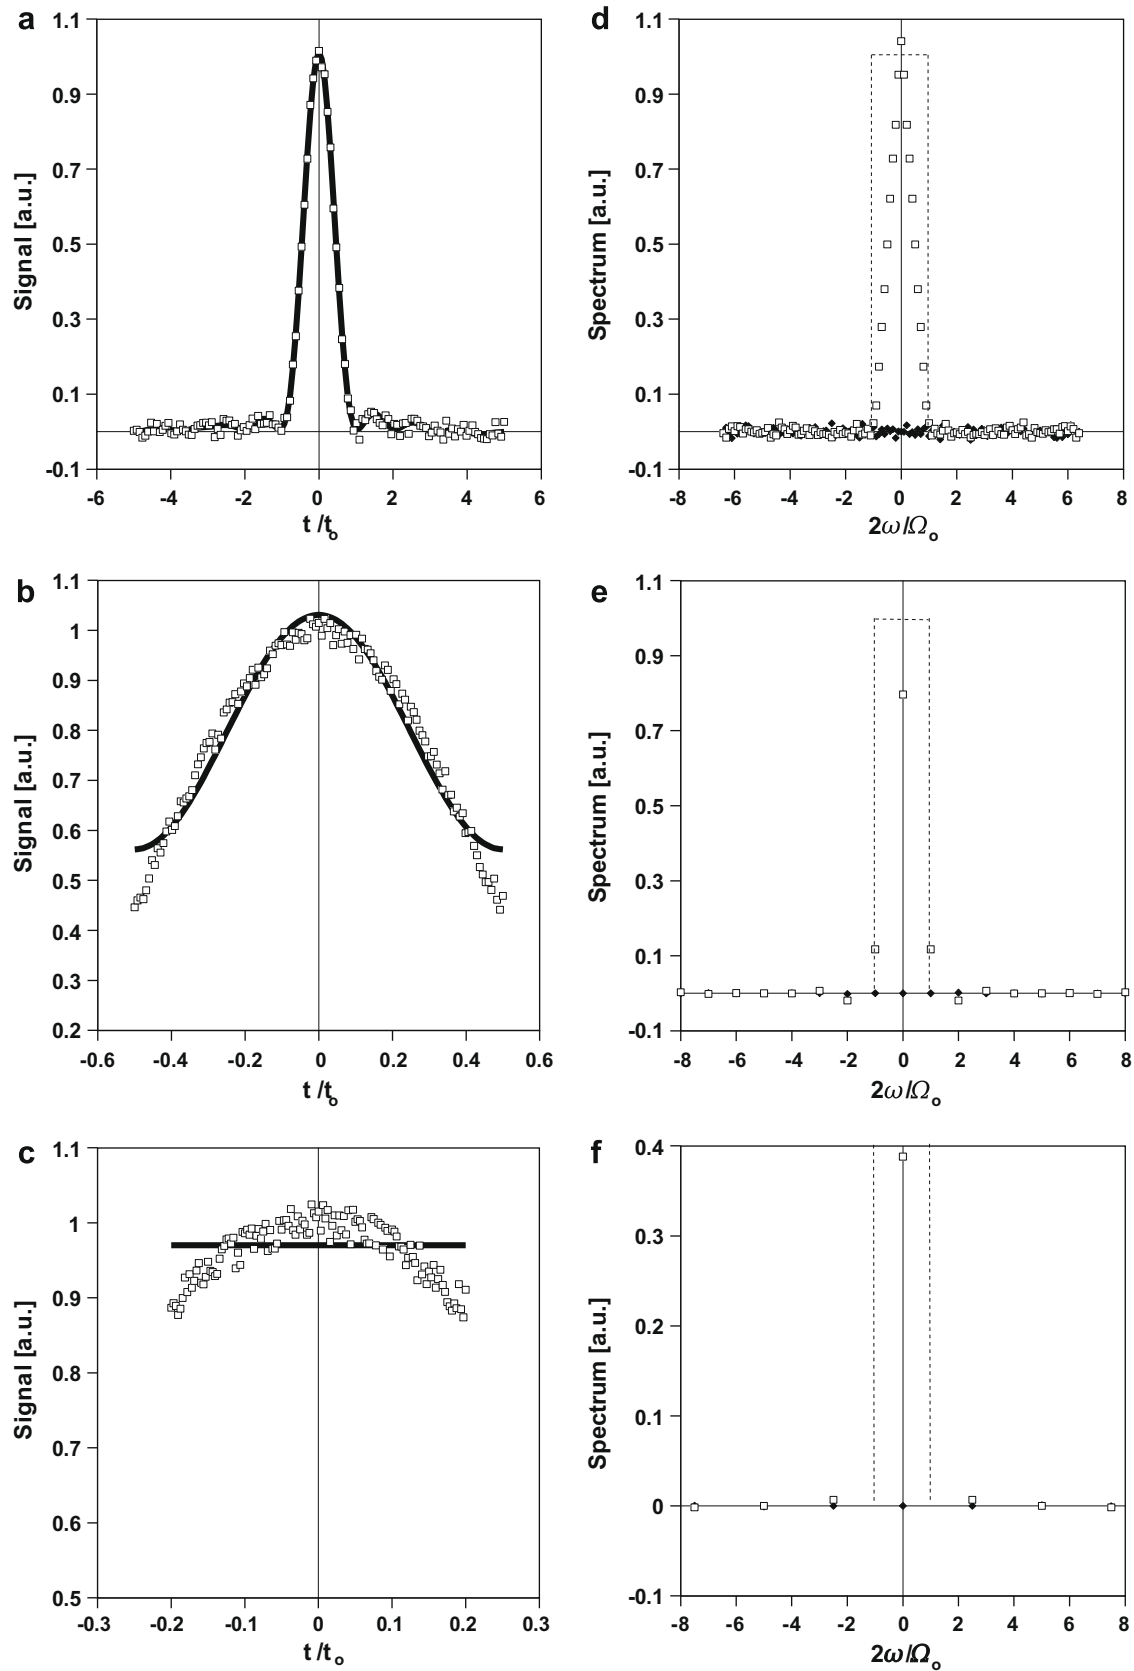 a
1.1
0.9
0.7
0.5
0.3
0.1
-0.1
Signal [a.u.]
-6 -4 -2 0 2 4 6
t /to
d
1.1
0.9
0.7
0.5
0.3
0.1
-0.1
Spectrum [a.u.]
-8 -6 -4 -2 0 2 4 6 8
2ω/Ωo
b
1.1
1
0.9
0.8
0.7
0.6
0.5
0.4
0.3
0.2
Signal [a.u.]
-0.6 -0.4 -0.2 0 0.2 0.4 0.6
t /to
e
1.1
0.9
0.7
0.5
0.3
0.1
-0.1
Spectrum [a.u.]
-8 -6 -4 -2 0 2 4 6 8
2ω/Ωo
c
1.1
1
0.9
0.8
0.7
0.6
0.5
Signal [a.u.]
-0.3 -0.2 -0.1 0 0.1 0.2 0.3
t/to
f
0.4
0.3
0.2
0.1
0
-0.1
Spectrum [a.u.]
-8 -6 -4 -2 0 2 4 6 8
2ω/Ωo